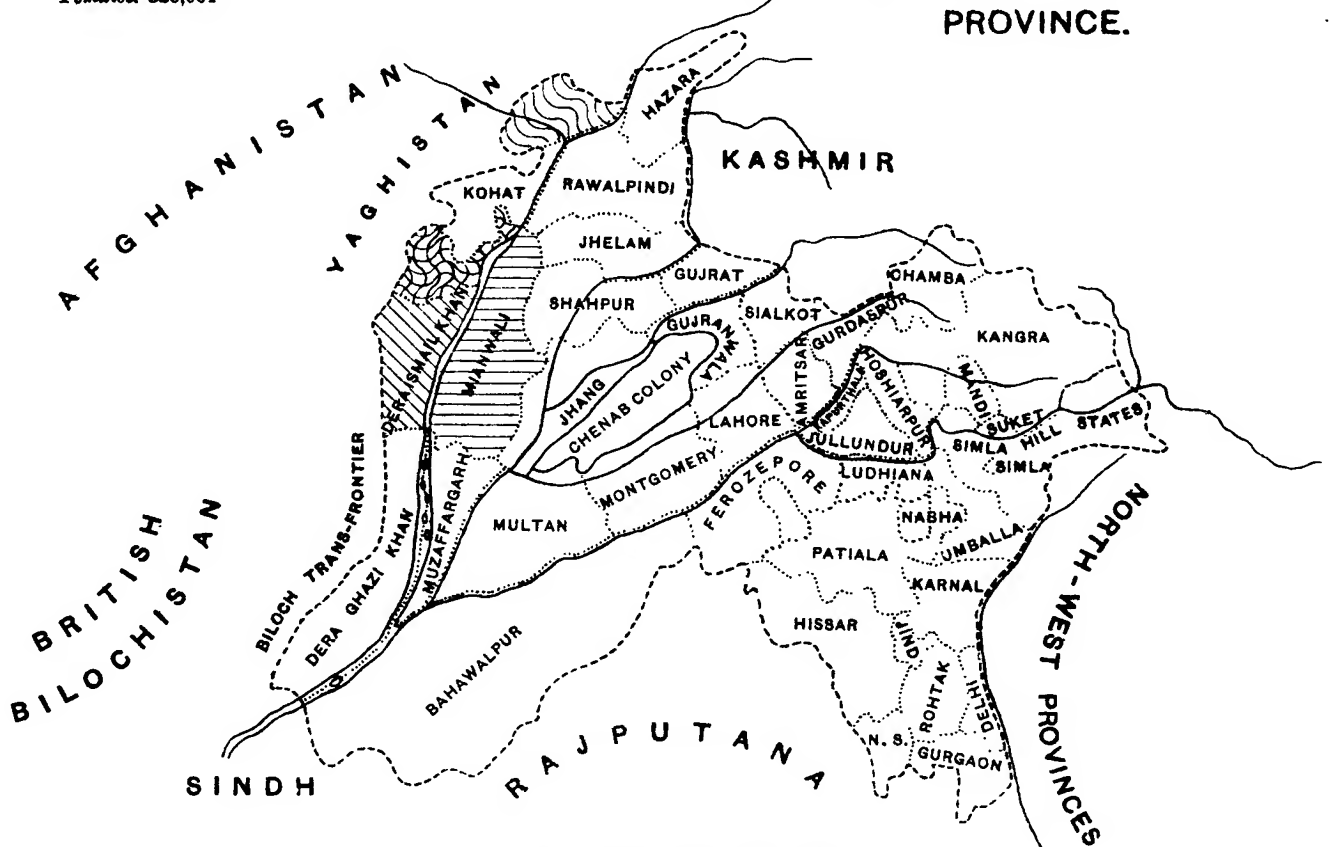 PROVINCE.
AFGHANISTAN
YAGHISTAN
HAZARA
KASHMIR
KOHAT
RAWALPINDI
JHELAM
GUJRAT
CHAMBA
SHAHPUR
SIALKOT
GURDASPUR
KANGRA
DERAISMAILKHAN
MIANWALI
GUJRANWALA
JHANG
CHENAB COLONY
AMRITSAR
KAPURTHALA
HOSHIARPUR
MANDI
SUKET
LAHORE
JULLUNDUR
SIMLA HILL STATES
SIMLA
LUDHIANA
MONTGOMERY
FEROZEPORE
MUZAFFARGARH
MULTAN
NABHA
UMBALLA
PATIALA
KARNAL
BILOCH TRANS-FRONTIER
DERA GHAZI KHAN
BRITISH
BILOCHISTAN
HISSAR
JIND
BAHAWALPUR
ROHTAK
DELHI
N. S.
GURGAON
NORTH-WEST PROVINCES
RAJPUTANA
SINDH